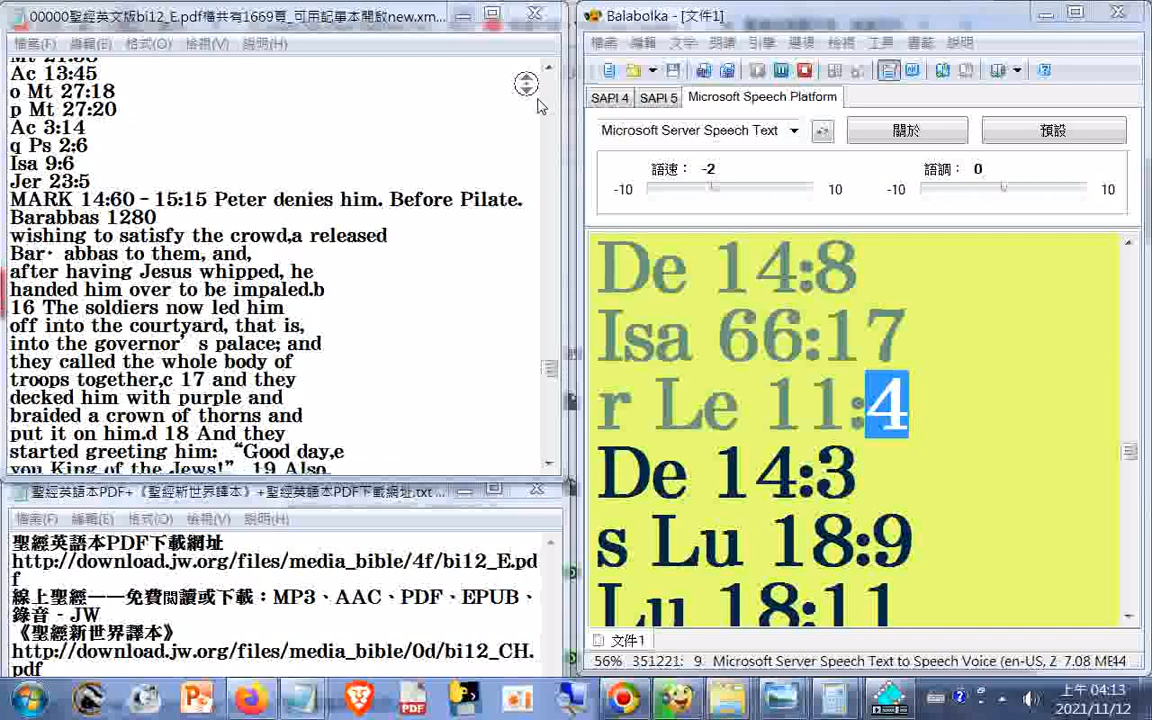 00000聖經英文版bi12_E.pdf檔共有1669頁_可用記事本開啟new.xm...
檔案(F) 編輯(E) 格式(O) 檢視(V) 說明(H)
Mt 21:38
Ac 13:45
o Mt 27:18
p Mt 27:20
Ac 3:14
q Ps 2:6
Isa 9:6
Jer 23:5
MARK 14:60–15:15 Peter denies him. Before Pilate.
Barabbas 1280
wishing to satisfy the crowd,a released
Bar· abbas to them, and,
after having Jesus whipped, he
handed him over to be impaled.b
16 The soldiers now led him
off into the courtyard, that is,
into the governor’s palace; and
they called the whole body of
troops together,c 17 and they
decked him with purple and
braided a crown of thorns and
put it on him.d 18 And they
started greeting him: “Good day,e
you King of the Jews!” 19 Also,
聖經英語本PDF+《聖經新世界譯本》+聖經英語本PDF下載網址.txt ...
檔案(F) 編輯(E) 格式(O) 檢視(V) 說明(H)
聖經英語本PDF下載網址
http://download.jw.org/files/media_bible/4f/bi12_E.pd
f
線上聖經——免費閱讀或下載：MP3、AAC、PDF、EPUB、
錄音 - JW
《聖經新世界譯本》
http://download.jw.org/files/media_bible/0d/bi12_CH.
pdf
Balabolka - [文件1]
檔案 編輯 文字 朗讀 引擎 選項 檢視 工具 書籤 說明
SAPI 4 SAPI 5 Microsoft Speech Platform
Microsoft Server Speech Text 關於 預設
語速： -2 語調： 0
-10 10 -10 10
De 14:8
Isa 66:17
r Le 11:4
De 14:3
s Lu 18:9
Lu 18:11
文件1
56% 351221: 9 Microsoft Server Speech Text to Speech Voice (en-US, Z 7.08 ME44
上午 04:13
2021/11/12